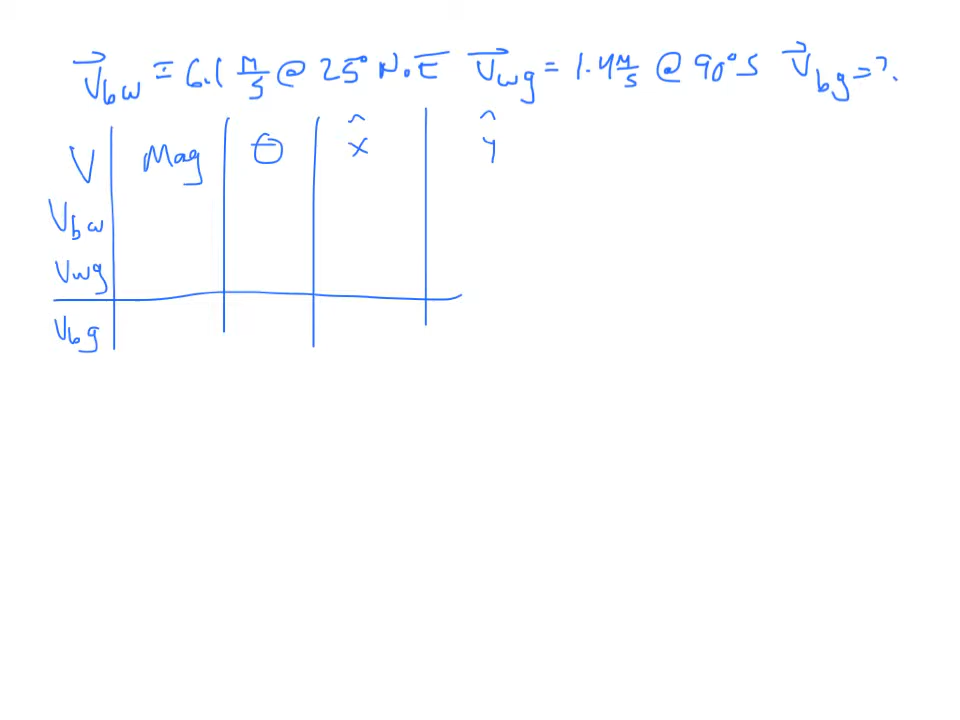 V⃗bw = 6.1 M/S @ 25° N.E V⃗wg = 1.4 M/S @ 90° S V⃗bg = ?.
V Mag θ x̂ ŷ
Vbw
Vwg
Vbg